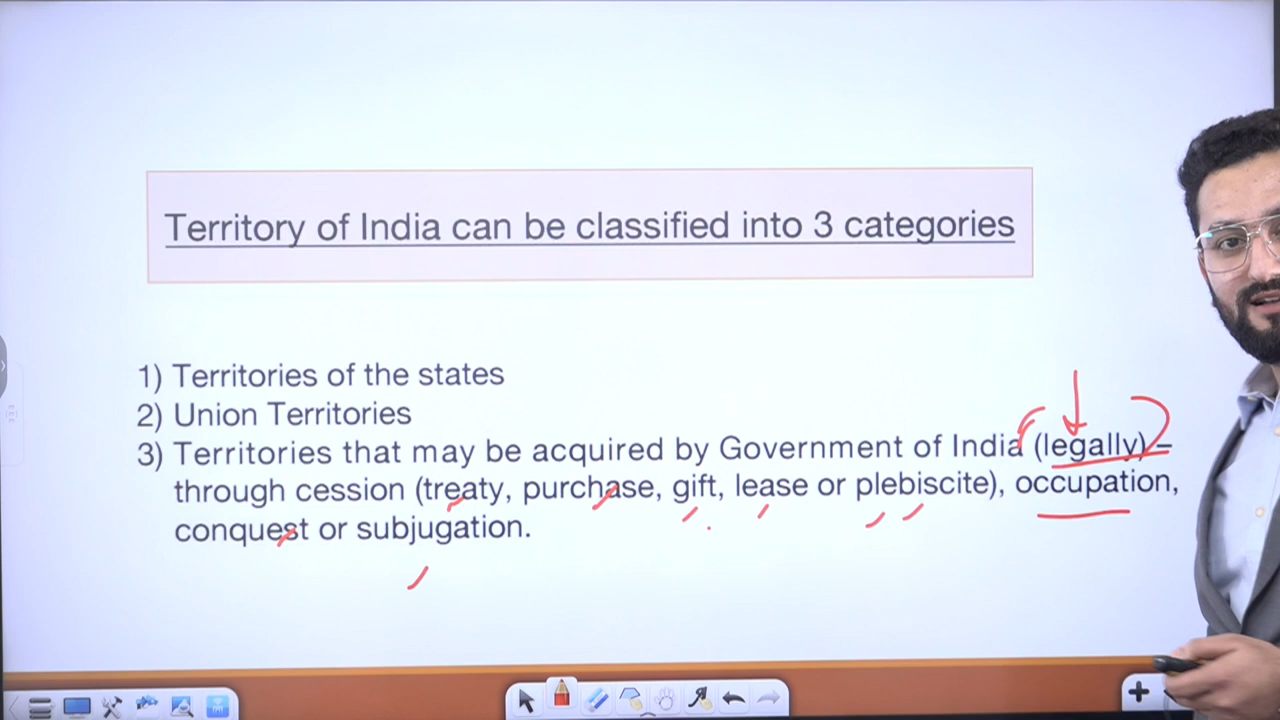 Territory of India can be classified into 3 categories
1) Territories of the states
2) Union Territories
3) Territories that may be acquired by Government of India (legally) –
through cession (treaty, purchase, gift, lease or plebiscite), occupation,
conquest or subjugation.